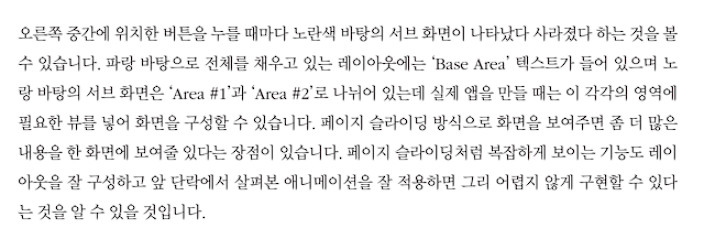 오른쪽 중간에 위치한 버튼을 누를 때마다 노란색 바탕의 서브 화면이 나타났다 사라졌다 하는 것을 볼
수 있습니다. 파랑 바탕으로 전체를 채우고 있는 레이아웃에는 ‘Base Area’ 텍스트가 들어 있으며 노
랑 바탕의 서브 화면은 ‘Area #1’과 ‘Area #2’로 나뉘어 있는데 실제 앱을 만들 때는 이 각각의 영역에
필요한 뷰를 넣어 화면을 구성할 수 있습니다. 페이지 슬라이딩 방식으로 화면을 보여주면 좀 더 많은
내용을 한 화면에 보여줄 있다는 장점이 있습니다. 페이지 슬라이딩처럼 복잡하게 보이는 기능도 레이
아웃을 잘 구성하고 앞 단락에서 살펴본 애니메이션을 잘 적용하면 그리 어렵지 않게 구현할 수 있다
는 것을 알 수 있을 것입니다.